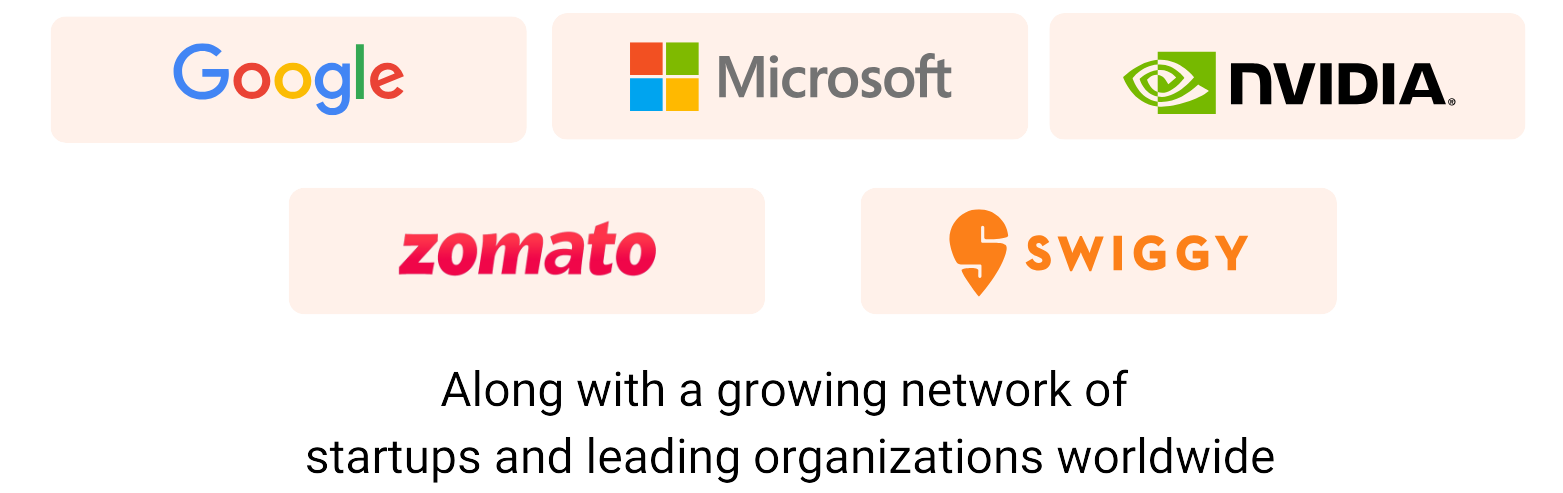 Google
Microsoft
NVIDIA®
zomato
SWIGGY
Along with a growing network of
startups and leading organizations worldwide